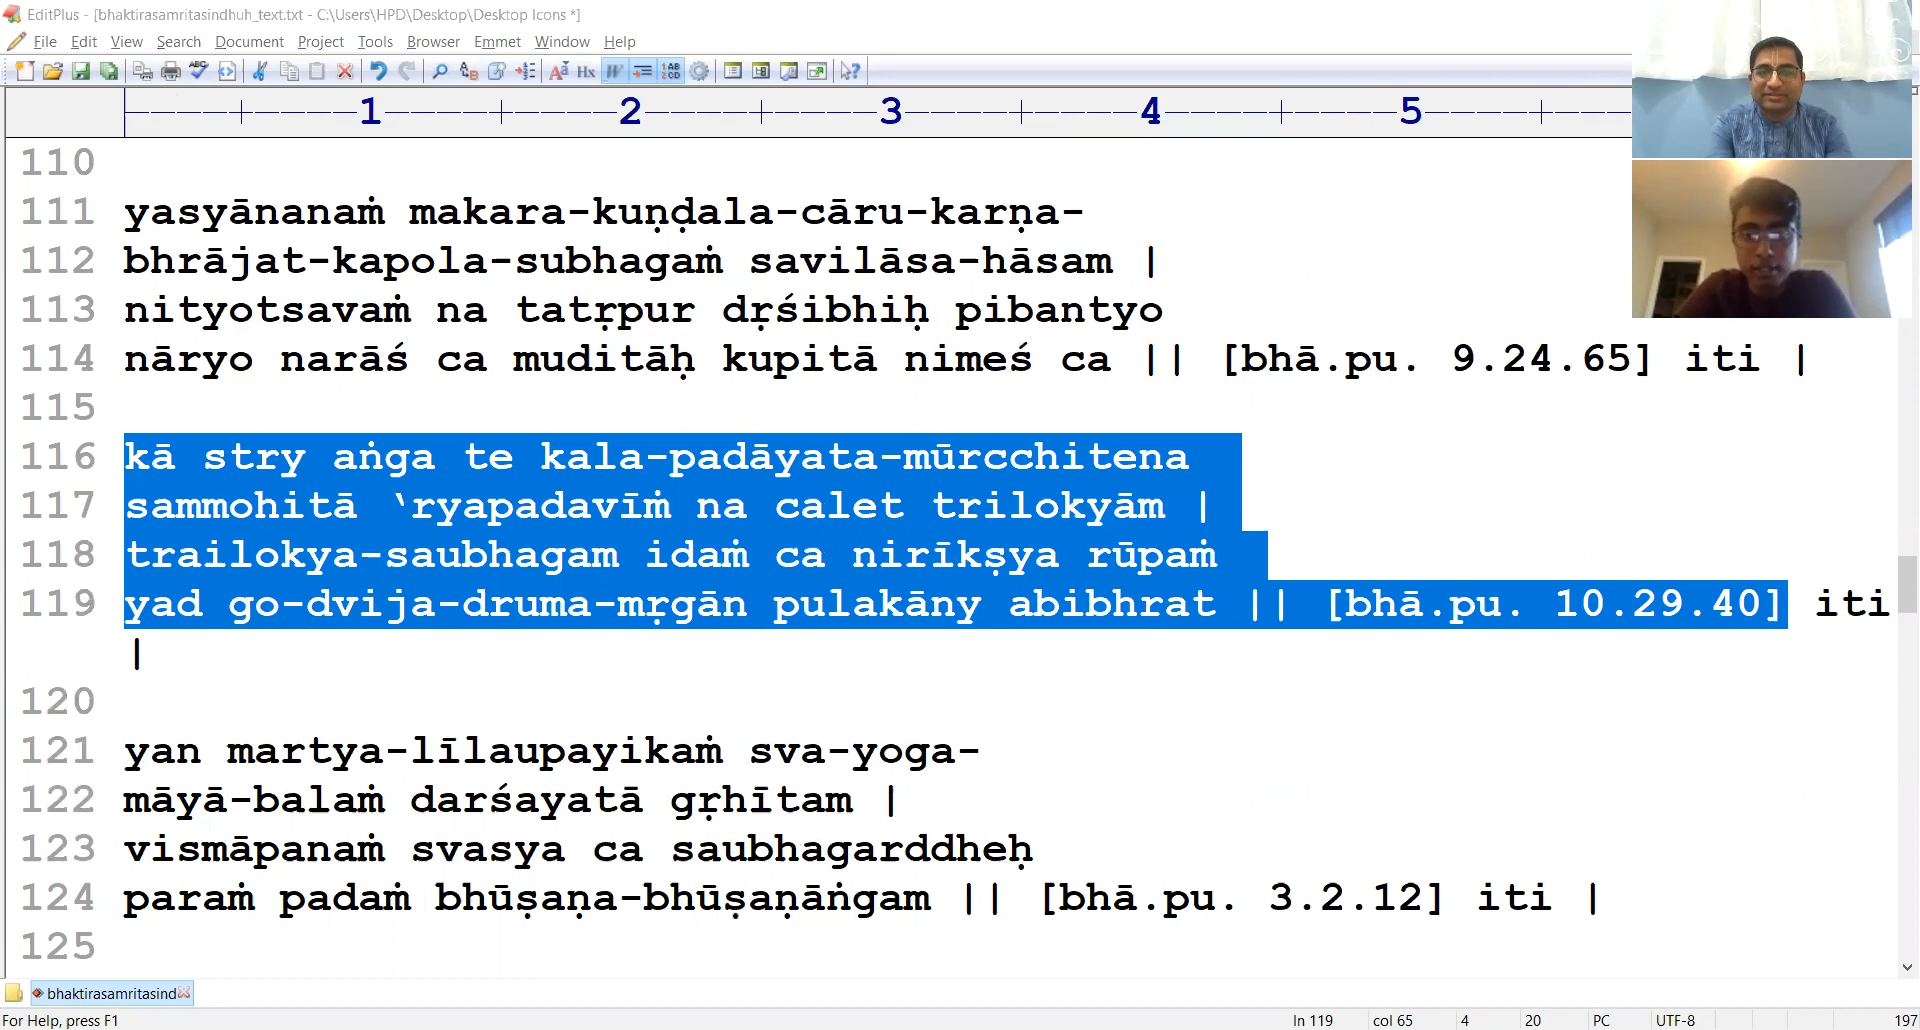 EditPlus - [bhaktirasamritasindhuh_text.txt - C:\Users\HPD\Desktop\Desktop Icons *]
File Edit View Search Document Project Tools Browser Emmet Window Help
1 2 3 4 5
110
111 yasyānanaṁ makara-kuṇḍala-cāru-karṇa-
112 bhrājat-kapola-subhagaṁ savilāsa-hāsam |
113 nityotsavaṁ na tatṛpur dṛśibhiḥ pibantyo
114 nāryo narāś ca muditāḥ kupitā nimeś ca || [bhā.pu. 9.24.65] iti |
115
116 kā stry aṅga te kala-padāyata-mūrcchitena
117 sammohitā ‘ryapadavīṁ na calet trilokyām |
118 trailokya-saubhagam idaṁ ca nirīkṣya rūpaṁ
119 yad go-dvija-druma-mṛgān pulakāny abibhrat || [bhā.pu. 10.29.40] iti
|
120
121 yan martya-līlaupayikaṁ sva-yoga-
122 māyā-balaṁ darśayatā gṛhītam |
123 vismāpanaṁ svasya ca saubhagarddheḥ
124 paraṁ padaṁ bhūṣaṇa-bhūṣaṇāṅgam || [bhā.pu. 3.2.12] iti |
125
bhaktirasamritasind
For Help, press F1 ln 119 col 65 4 20 PC UTF-8 197